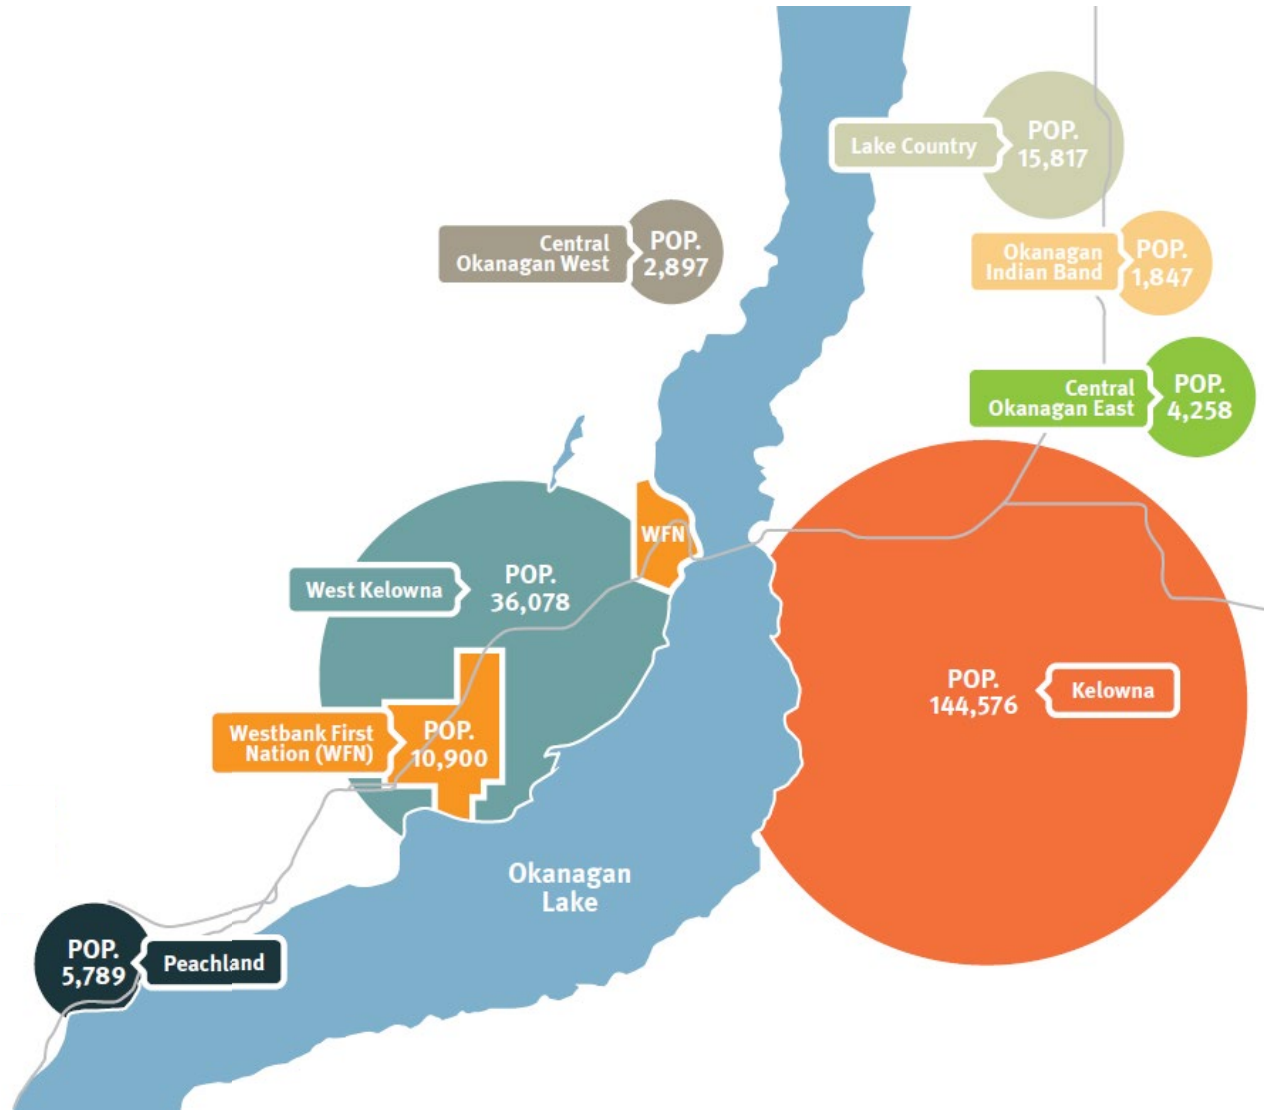 Lake Country
POP.
15,817
Central
Okanagan West
POP.
2,897
Okanagan
Indian Band
POP.
1,847
Central
Okanagan East
POP.
4,258
WFN
West Kelowna
POP.
36,078
POP.
144,576
Kelowna
Westbank First
Nation (WFN)
POP.
10,900
Okanagan
Lake
POP.
5,789
Peachland